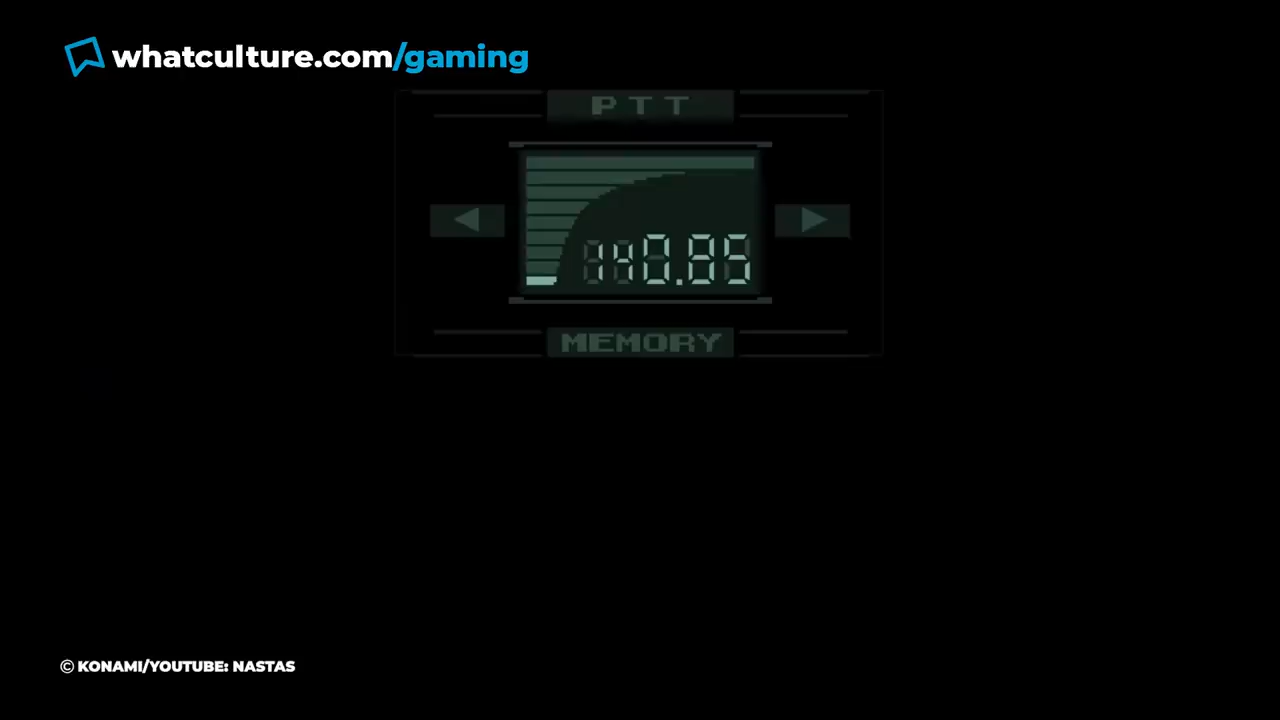 whatculture.com/gaming
PTT
140.85
MEMORY
© KONAMI/YOUTUBE: NASTAS